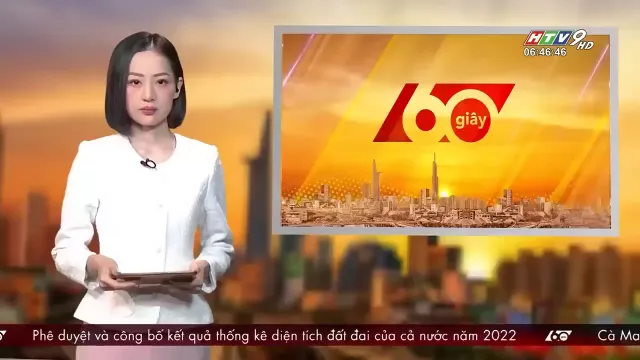 HTV9 HD
06:46:46
60 giây
60 Phê duyệt và công bố kết quả thống kê diện tích đất đai của cả nước năm 2022 60 Cà Ma